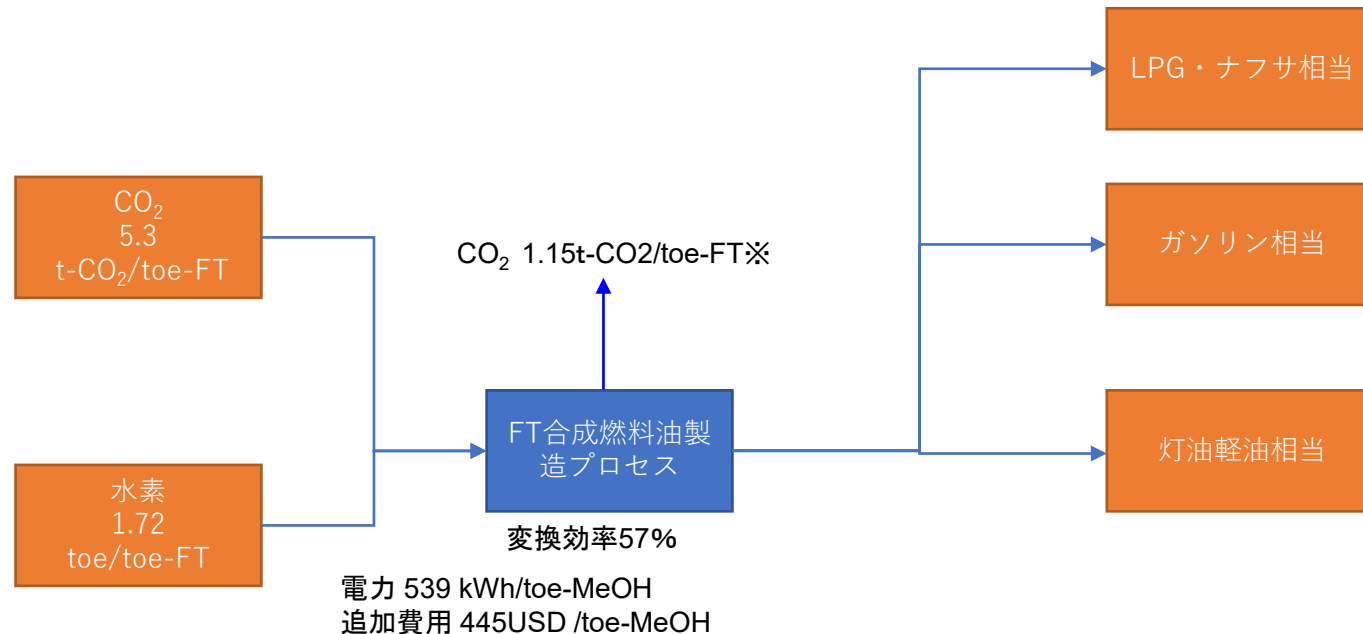 CO₂
5.3
t-CO₂/toe-FT
水素
1.72
toe/toe-FT
CO₂ 1.15t-CO2/toe-FT※
FT合成燃料油製
造プロセス
変換効率57%
電力 539 kWh/toe-MeOH
追加費用 445USD /toe-MeOH
LPG・ナフサ相当
ガソリン相当
灯油軽油相当